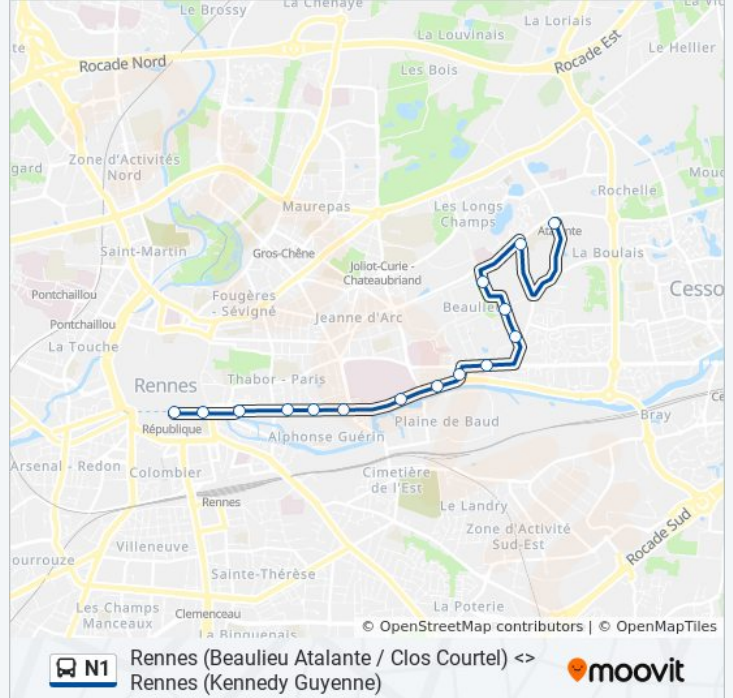 La Chenaye
Le Brossy
La Loriais
La Louvinais
Rocade Est
Rocade Nord
Le Hellier
Les Bois
Zone d'Activités
Nord
gard
Rochelle
Mouc
Maurepas
Les Longs
Champs
Atalante
Saint-Martin
Gros-Chêne
La Boulais
Joliot-Curie -
Chateaubriand
Pontchaillou
Fougères
- Sévigné
Beaulieu
Cesso
Jeanne d'Arc
Pontchaillou
La Touche
Thabor - Paris
Rennes
République
Alphonse Guérin
Plaine de Baud
Bray
Arsenal - Redon
Colombier
Cimetière
de l'Est
Rennes
Le Landry
Zone d'Activité
Sud-Est
Rocade Sud
Villeneuve
ourrouze
Sainte-Thérèse
Les Champs
Manceaux
Clemenceau
La Poterie
La Binquenais
© OpenStreetMap contributors | © OpenMapTiles
N1
Rennes (Beaulieu Atalante / Clos Courtel) <>
Rennes (Kennedy Guyenne)
moovit